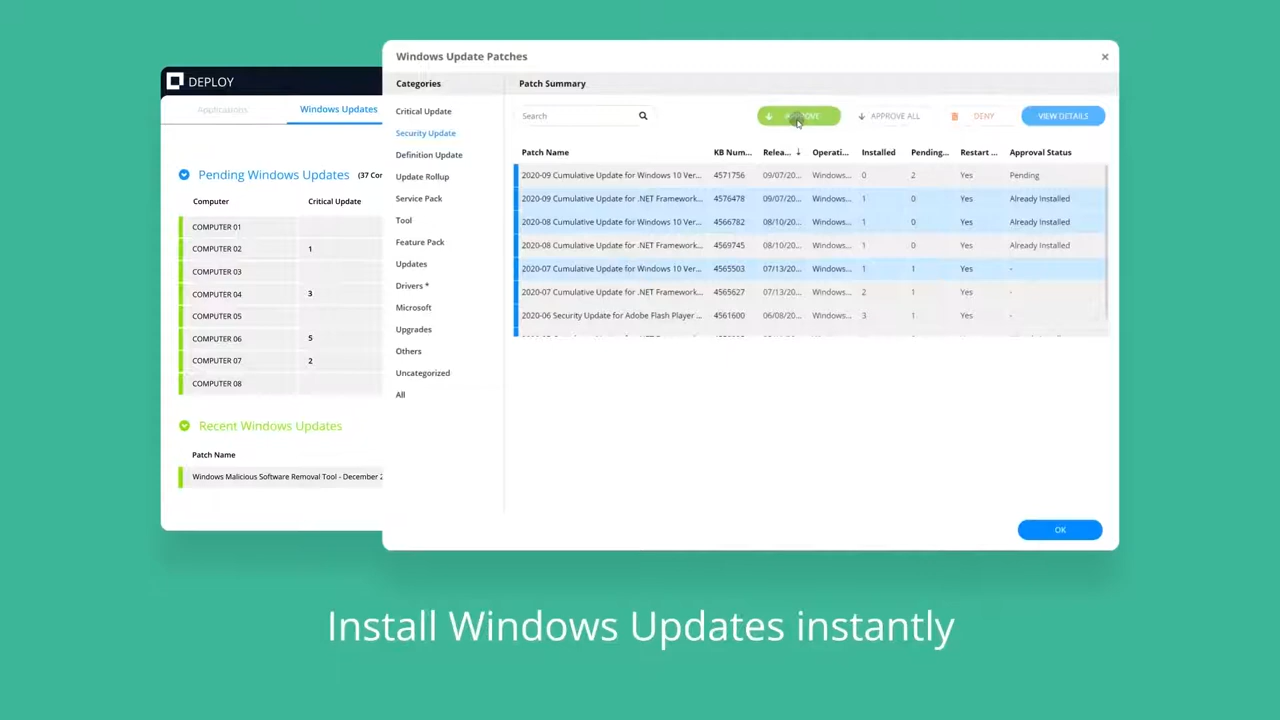 Windows Update Patches
DEPLOY
Applications
Windows Updates
Pending Windows Updates (37 Con
Computer Critical Update
COMPUTER 01
COMPUTER 02 1
COMPUTER 03
COMPUTER 04 3
COMPUTER 05
COMPUTER 06 5
COMPUTER 07 2
COMPUTER 08
Recent Windows Updates
Patch Name
Windows Malicious Software Removal Tool - December 2
Categories
Critical Update
Security Update
Definition Update
Update Rollup
Service Pack
Tool
Feature Pack
Updates
Drivers *
Microsoft
Upgrades
Others
Uncategorized
All
Patch Summary
Search
APPROVE
APPROVE ALL
DENY
VIEW DETAILS
Patch Name KB Num... Relea... Operati... Installed Pending... Restart ... Approval Status
2020-09 Cumulative Update for Windows 10 Ver... 4571756 09/07/20... Windows... 0 2 Yes Pending
2020-09 Cumulative Update for .NET Framework... 4576478 09/07/20... Windows... 1 0 Yes Already Installed
2020-08 Cumulative Update for Windows 10 Ver... 4566782 08/10/20... Windows... 1 0 Yes Already Installed
2020-08 Cumulative Update for .NET Framework... 4569745 08/10/20... Windows... 1 0 Yes Already Installed
2020-07 Cumulative Update for Windows 10 Ver... 4565503 07/13/20... Windows... 1 1 Yes -
2020-07 Cumulative Update for .NET Framework... 4565627 07/13/20... Windows... 2 1 Yes -
2020-06 Security Update for Adobe Flash Player ... 4561600 06/08/20... Windows... 3 1 Yes -
OK
Install Windows Updates instantly